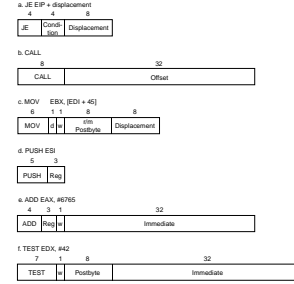 a. JE EIP + displacement
4 4 8
JE Condi-tion Displacement
b. CALL
8 32
CALL Offset
c. MOV EBX, [EDI + 45]
6 1 1 8 8
MOV d w r/m Postbyte Displacement
d. PUSH ESI
5 3
PUSH Reg
e. ADD EAX, #6765
4 3 1 32
ADD Reg w Immediate
f. TEST EDX, #42
7 1 8 32
TEST w Postbyte Immediate